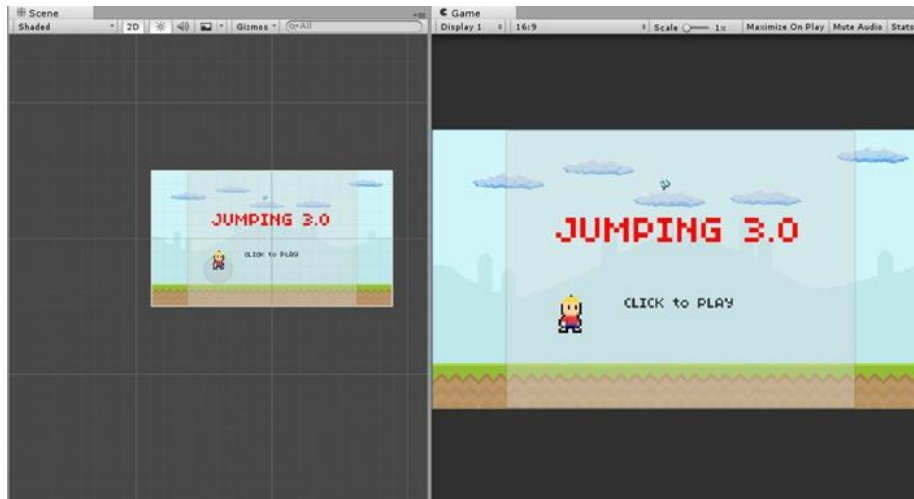 Scene
Shaded 2D Gizmos All
JUMPING 3.0
CLICK to PLAY
Game
Display 1 16:9 Scale 1x Maximize On Play Mute Audio Stats
JUMPING 3.0
CLICK to PLAY